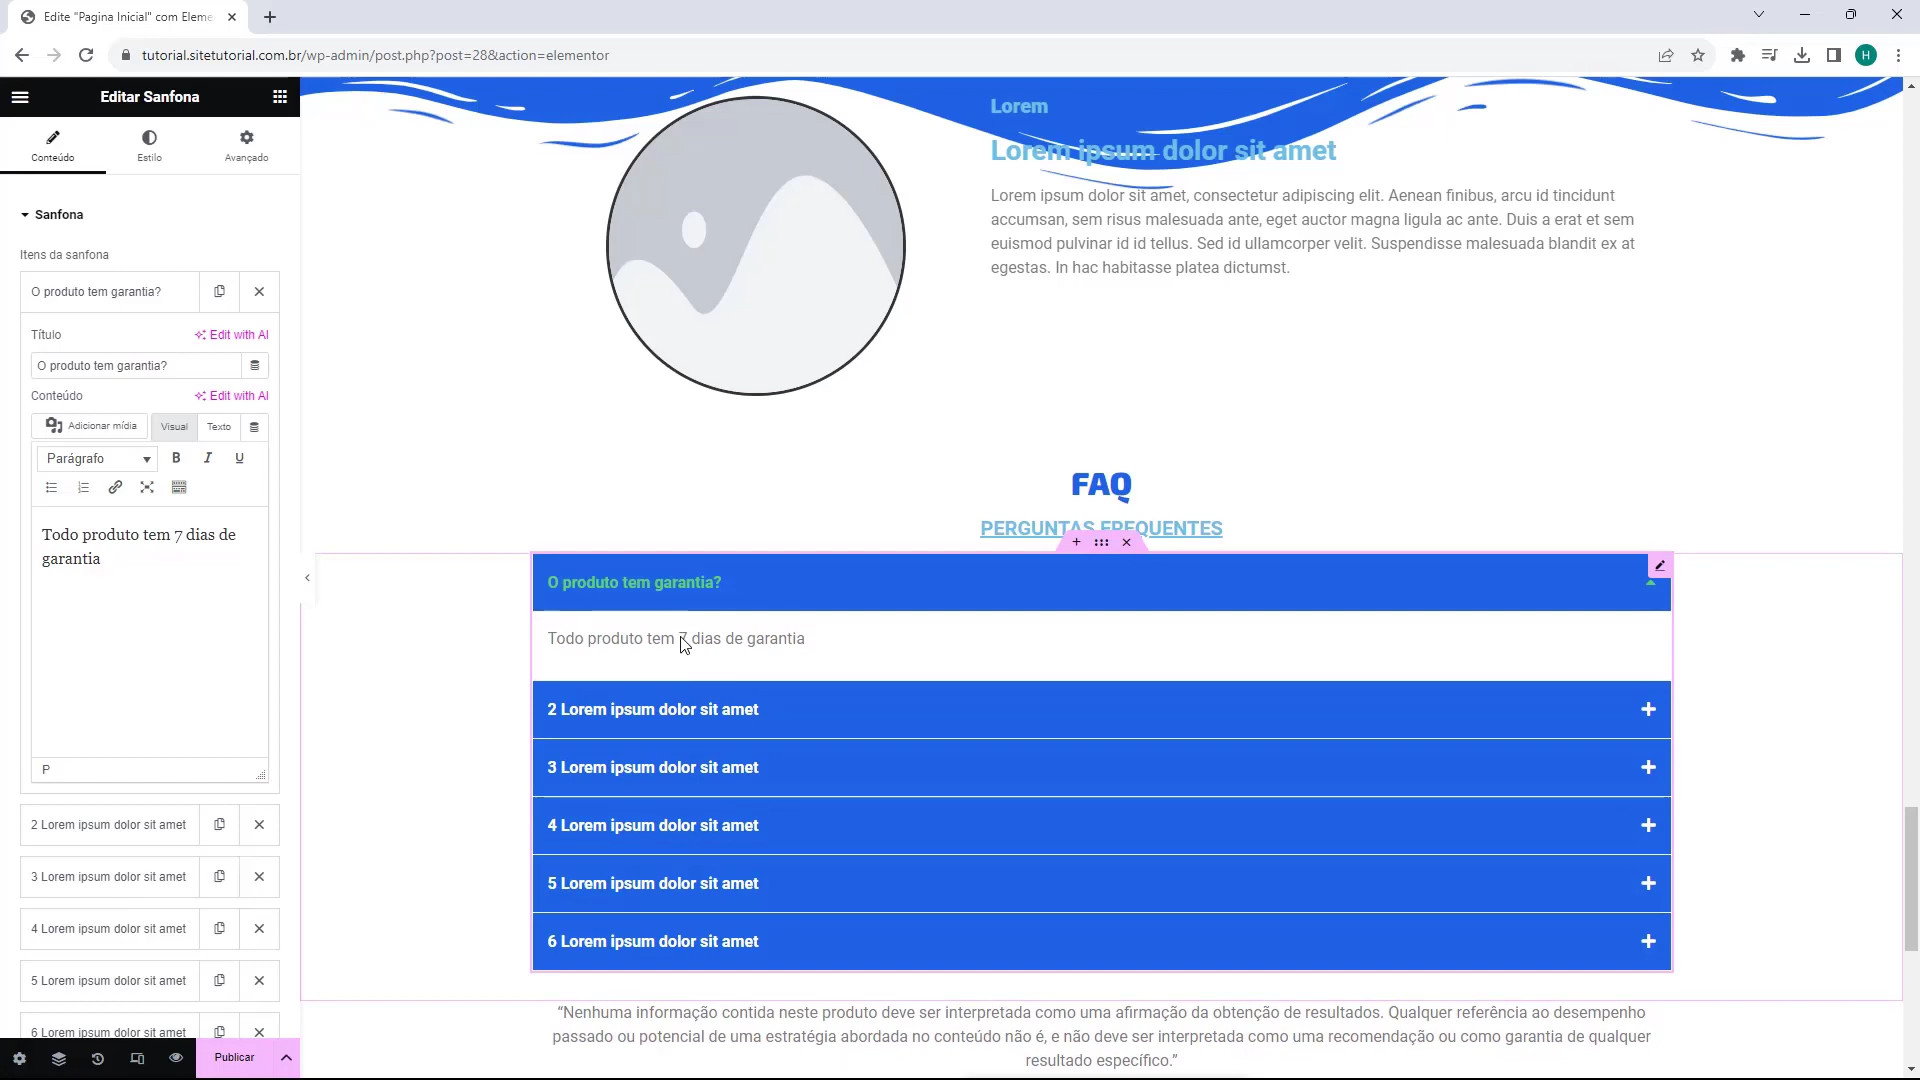 Edite "Pagina Inicial" com Eleme
tutorial.sitetutorial.com.br/wp-admin/post.php?post=28&action=elementor
H
Editar Sanfona
Conteúdo
Estilo
Avançado
Sanfona
Itens da sanfona
O produto tem garantia?
Título
Edit with AI
O produto tem garantia?
Conteúdo
Edit with AI
Adicionar mídia
Visual
Texto
Parágrafo
B
I
U
Todo produto tem 7 dias de
garantia
P
2 Lorem ipsum dolor sit amet
3 Lorem ipsum dolor sit amet
4 Lorem ipsum dolor sit amet
5 Lorem ipsum dolor sit amet
6 Lorem ipsum dolor sit amet
Publicar
Lorem
Lorem ipsum dolor sit amet
Lorem ipsum dolor sit amet, consectetur adipiscing elit. Aenean finibus, arcu id tincidunt
accumsan, sem risus malesuada ante, eget auctor magna ligula ac ante. Duis a erat et sem
euismod pulvinar id id tellus. Sed id ullamcorper velit. Suspendisse malesuada blandit ex at
egestas. In hac habitasse platea dictumst.
FAQ
PERGUNTAS FREQUENTES
O produto tem garantia?
Todo produto tem 7 dias de garantia
2 Lorem ipsum dolor sit amet
3 Lorem ipsum dolor sit amet
4 Lorem ipsum dolor sit amet
5 Lorem ipsum dolor sit amet
6 Lorem ipsum dolor sit amet
“Nenhuma informação contida neste produto deve ser interpretada como uma afirmação da obtenção de resultados. Qualquer referência ao desempenho
passado ou potencial de uma estratégia abordada no conteúdo não é, e não deve ser interpretada como uma recomendação ou como garantia de qualquer
resultado específico.”